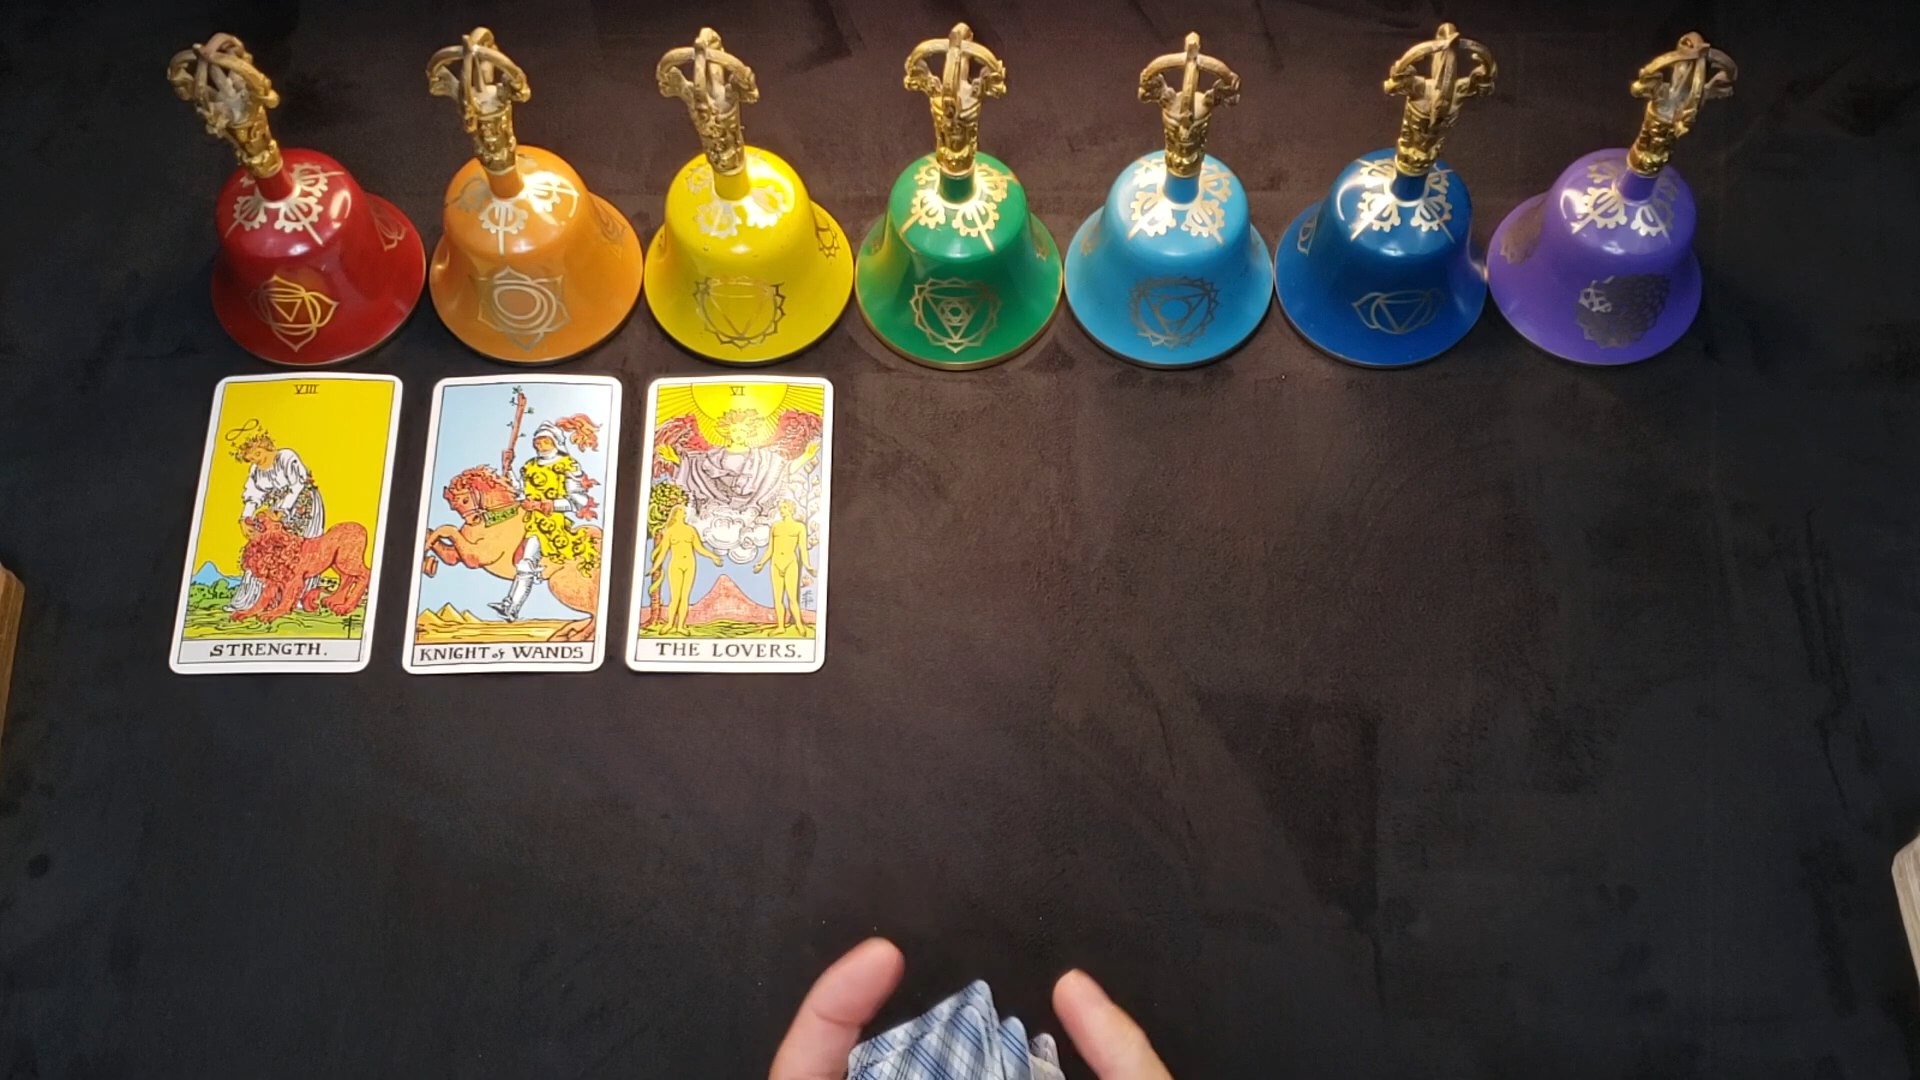 VIII
STRENGTH.
KNIGHT of WANDS
VI
THE LOVERS.